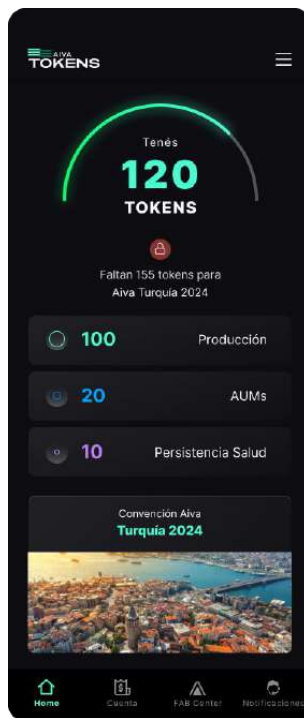 AIVA
TOKENS
Tenés
120
TOKENS
Faltan 155 tokens para
Aiva Turquía 2024
100 Producción
20 AUMs
10 Persistencia Salud
Convención Aiva
Turquía 2024
Home Cuenta FAB Center Notificaciones